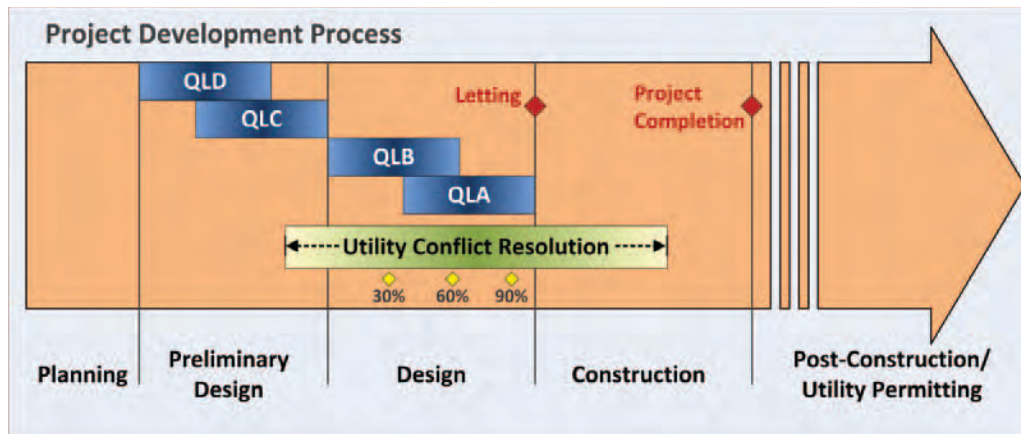 Project Development Process
QLD
QLC
Letting
Project
Completion
QLB
QLA
Utility Conflict Resolution
30%
60%
90%
Planning
Preliminary
Design
Design
Construction
Post-Construction/
Utility Permitting